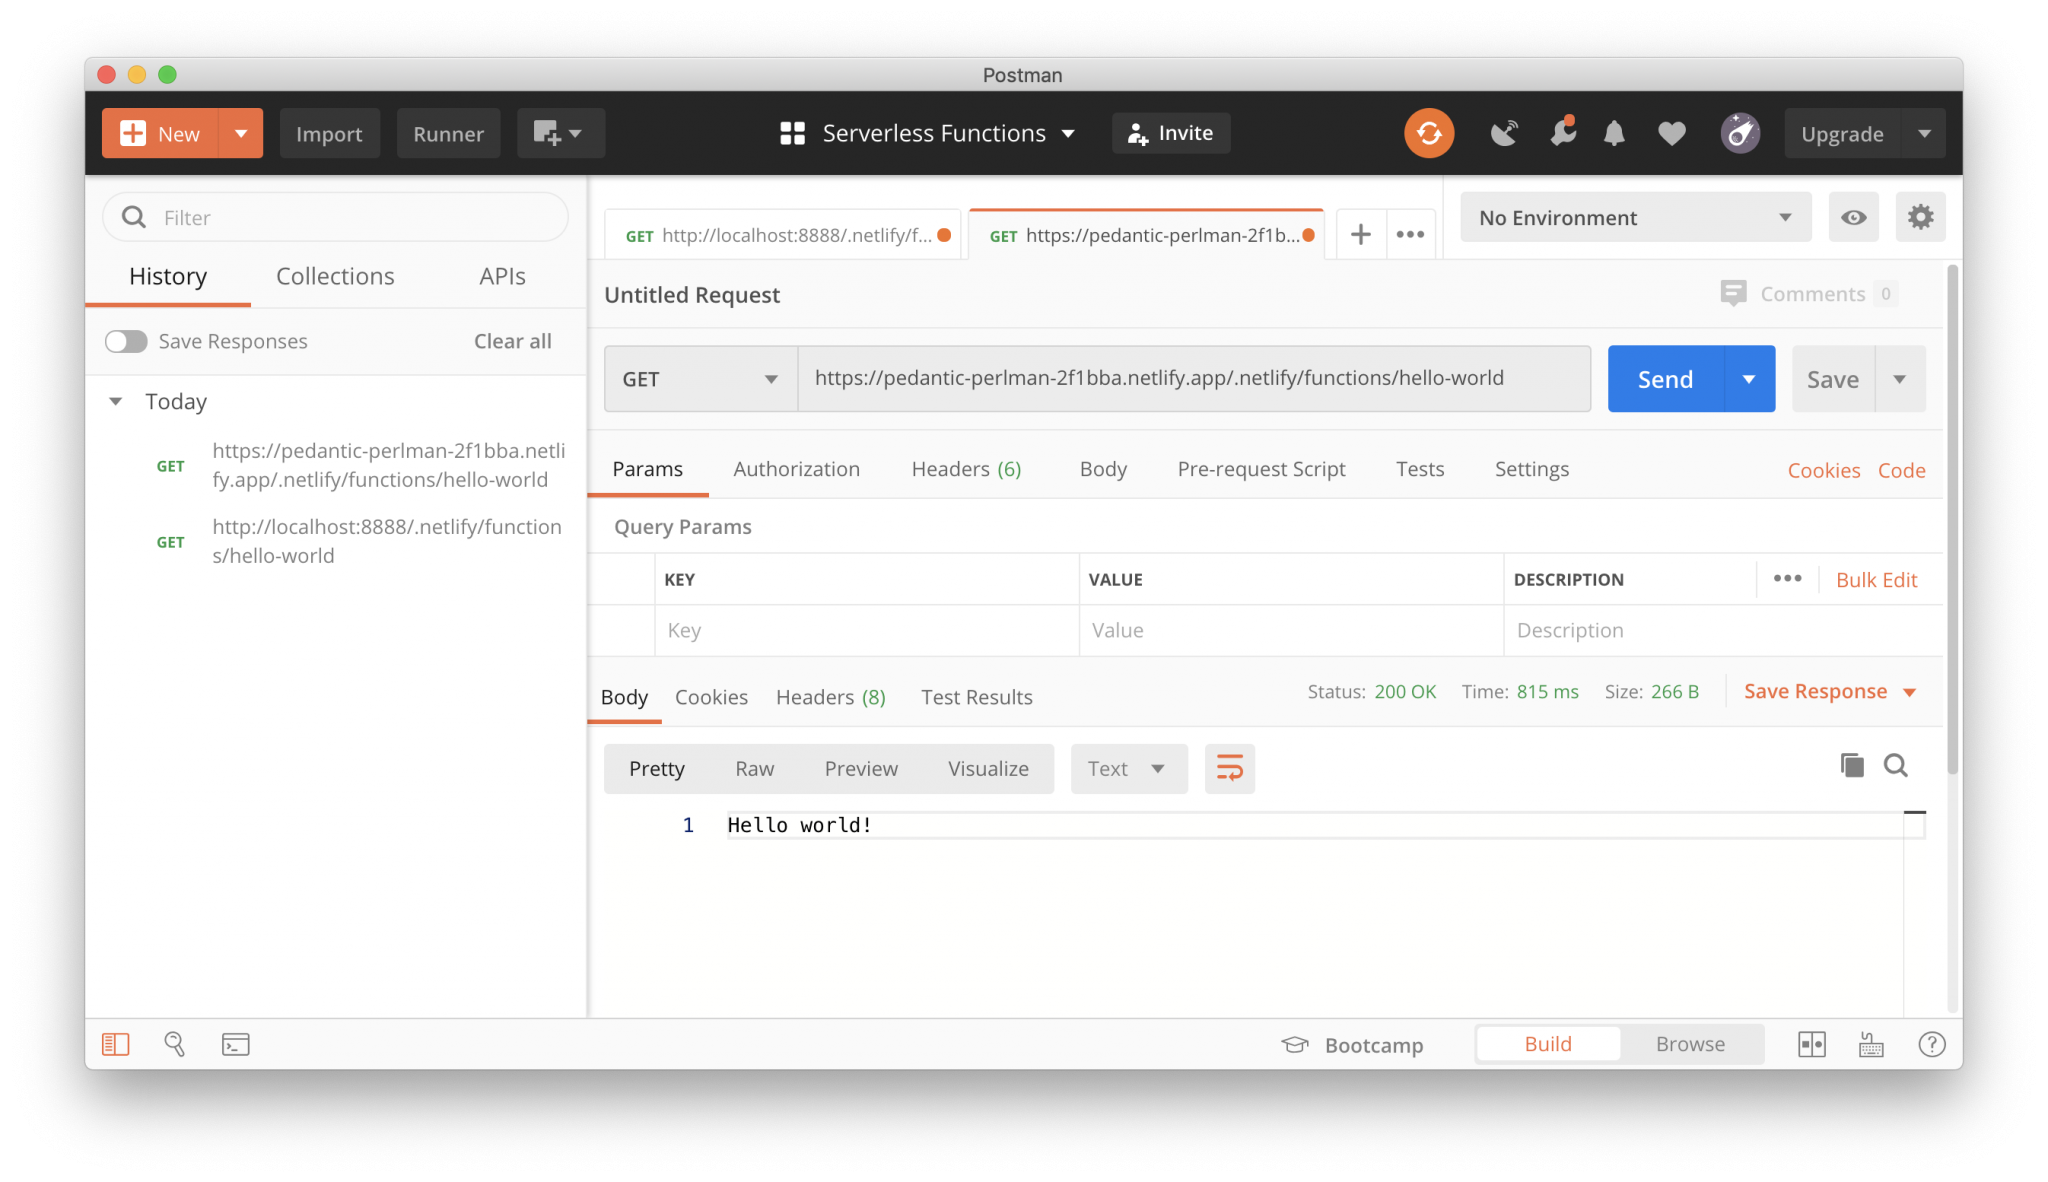 Postman
New
Import
Runner
Serverless Functions
Invite
Upgrade
Filter
History
Collections
APIs
Save Responses
Clear all
Today
GET https://pedantic-perlman-2f1bba.netli
fy.app/.netlify/functions/hello-world
GET http://localhost:8888/.netlify/function
s/hello-world
GET http://localhost:8888/.netlify/f...
GET https://pedantic-perlman-2f1b...
No Environment
Untitled Request
Comments 0
GET
https://pedantic-perlman-2f1bba.netlify.app/.netlify/functions/hello-world
Send
Save
Params
Authorization
Headers (6)
Body
Pre-request Script
Tests
Settings
Cookies
Code
Query Params
KEY
VALUE
DESCRIPTION
Bulk Edit
Key
Value
Description
Body
Cookies
Headers (8)
Test Results
Status: 200 OK
Time: 815 ms
Size: 266 B
Save Response
Pretty
Raw
Preview
Visualize
Text
1 Hello world!
Bootcamp
Build
Browse